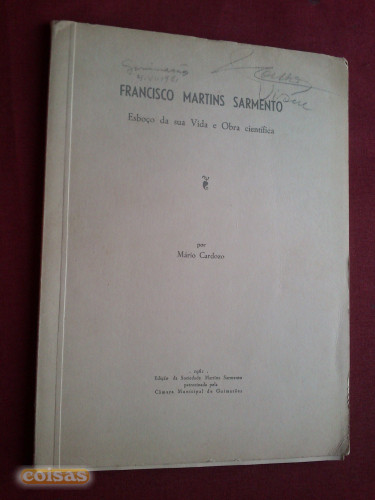 FRANCISCO MARTINS SARMENTO
Esboço da sua Vida e Obra científica
por
Mário Cardozo
1961
Edição da Sociedade Martins Sarmento
patrocinada pela
Câmara Municipal de Guimarães
coisas